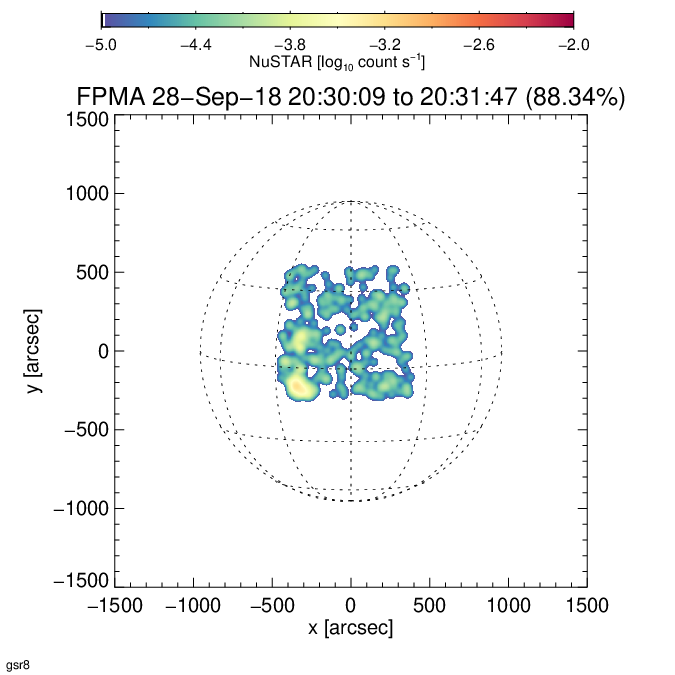 −5.0 −4.4 −3.8 −3.2 −2.6 −2.0
NuSTAR [log10 count s−1]
FPMA 28−Sep−18 20:30:09 to 20:31:47 (88.34%)
1500
1000
500
0
−500
−1000
−1500
y [arcsec]
−1500 −1000 −500 0 500 1000 1500
x [arcsec]
gsr8